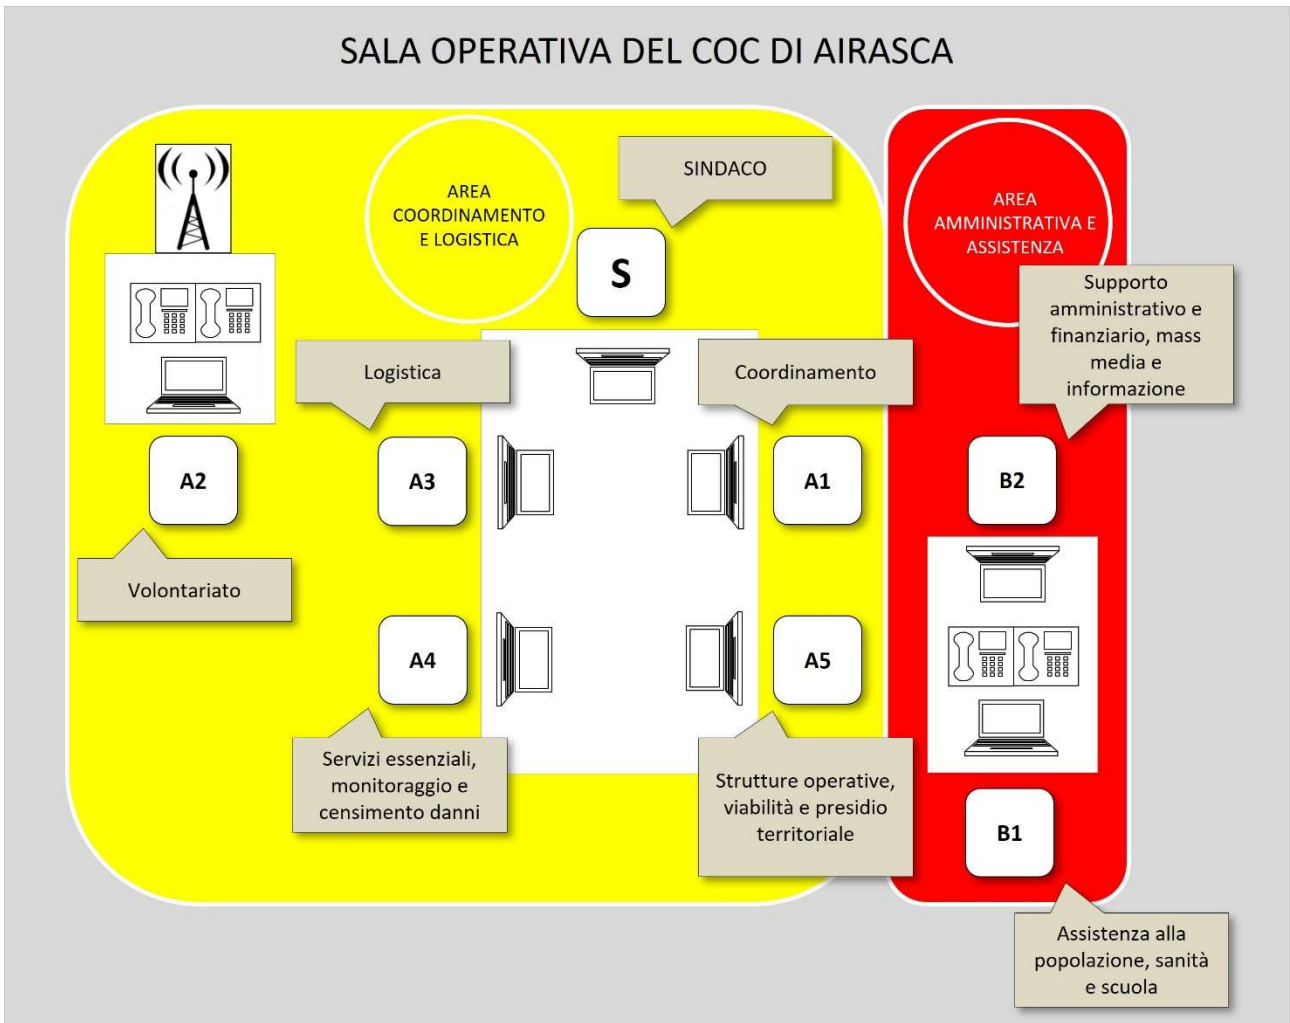 SALA OPERATIVA DEL COC DI AIRASCA
SINDACO
AREA
COORDINAMENTO
E LOGISTICA
AREA
AMMINISTRATIVA E
ASSISTENZA
S
Supporto
amministrativo e
finanziario, mass
media e
informazione
Logistica
Coordinamento
A2
A3
A1
B2
Volontariato
A4
A5
Servizi essenziali,
monitoraggio e
censimento danni
Strutture operative,
viabilità e presidio
territoriale
B1
Assistenza alla
popolazione, sanità
e scuola